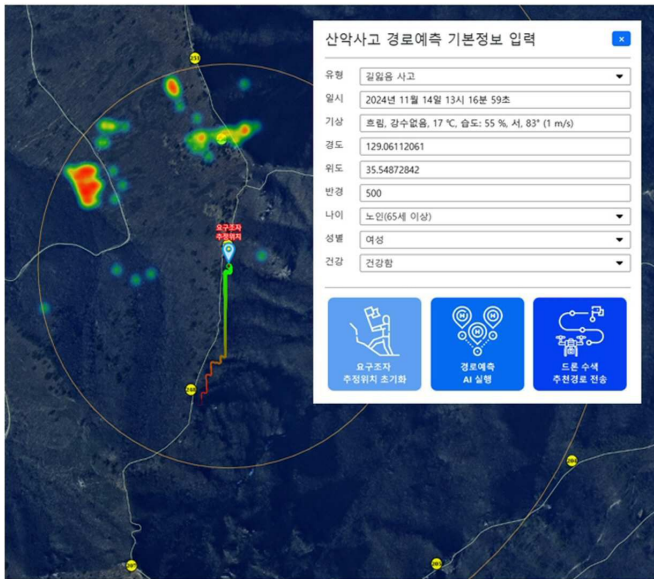 산악사고 경로예측 기본정보 입력
×
유형 길잃음 사고
일시 2024년 11월 14일 13시 16분 59초
기상 흐림, 강수없음, 17 ℃, 습도: 55 %, 서, 83° (1 m/s)
경도 129.06112061
위도 35.54872842
반경 500
나이 노인(65세 이상)
성별 여성
건강 건강함
요구조자
추정위치
요구조자
추정위치 초기화
경로예측
AI 실행
드론 수색
추천경로 전송